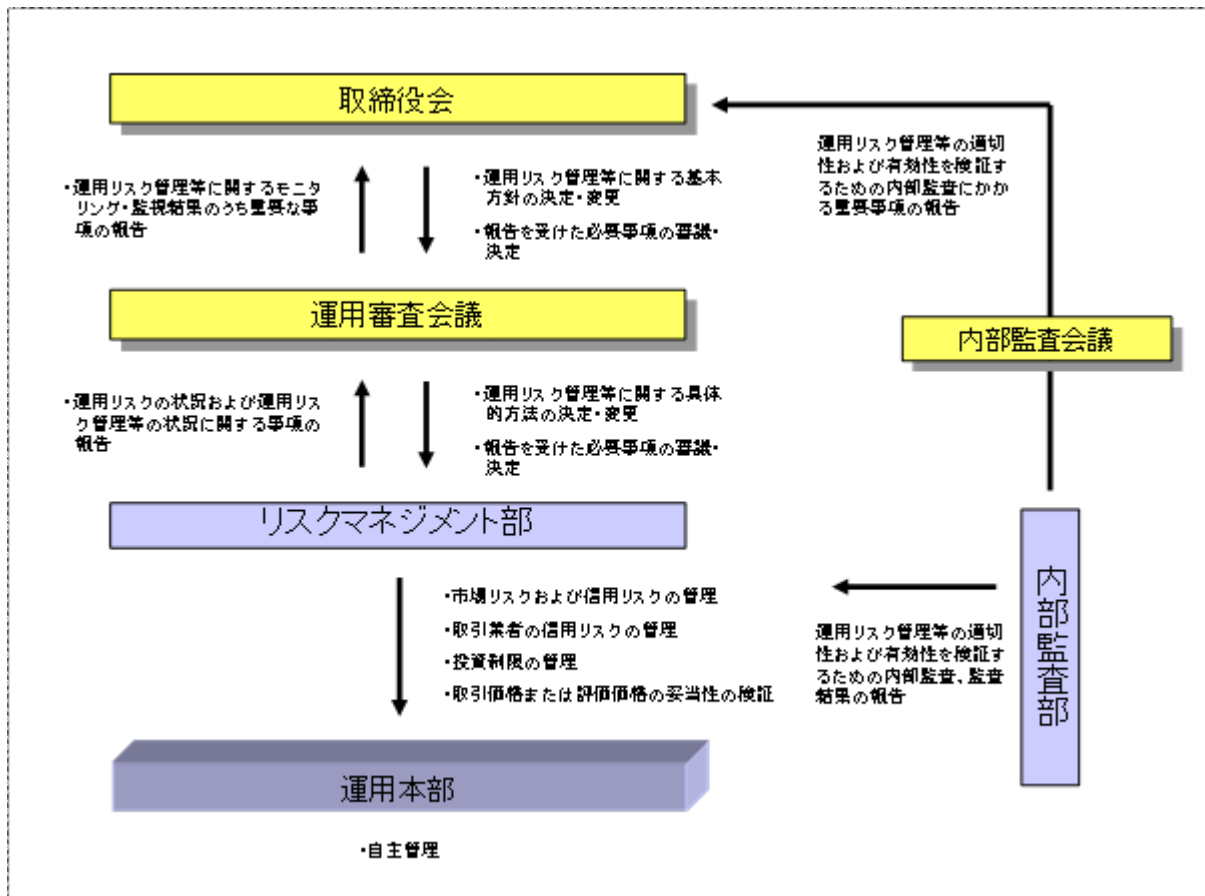 取締役会
・運用リスク管理等に関するモニ
タリング・監視結果のうち重要な事
項の報告
・運用リスク管理等に関する基本
方針の決定・変更
・報告を受けた必要事項の審議・
決定
運用リスク管理等の適切
性および有効性を検証す
るための内部監査にかか
る重要事項の報告
運用審査会議
内部監査会議
・運用リスクの状況および運用リス
ク管理等の状況に関する事項の
報告
・運用リスク管理等に関する具体
的方法の決定・変更
・報告を受けた必要事項の審議・
決定
リスクマネジメント部
・市場リスクおよび信用リスクの管理
・取引業者の信用リスクの管理
・投資制限の管理
・取引価格または評価価格の妥当性の検証
運用リスク管理等の適切
性および有効性を検証す
るための内部監査、監査
結果の報告
内部監査部
運用本部
・自主管理